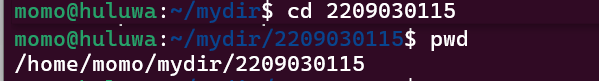 momo@huluwa:~/mydir$ cd 2209030115
momo@huluwa:~/mydir/2209030115$ pwd
/home/momo/mydir/2209030115